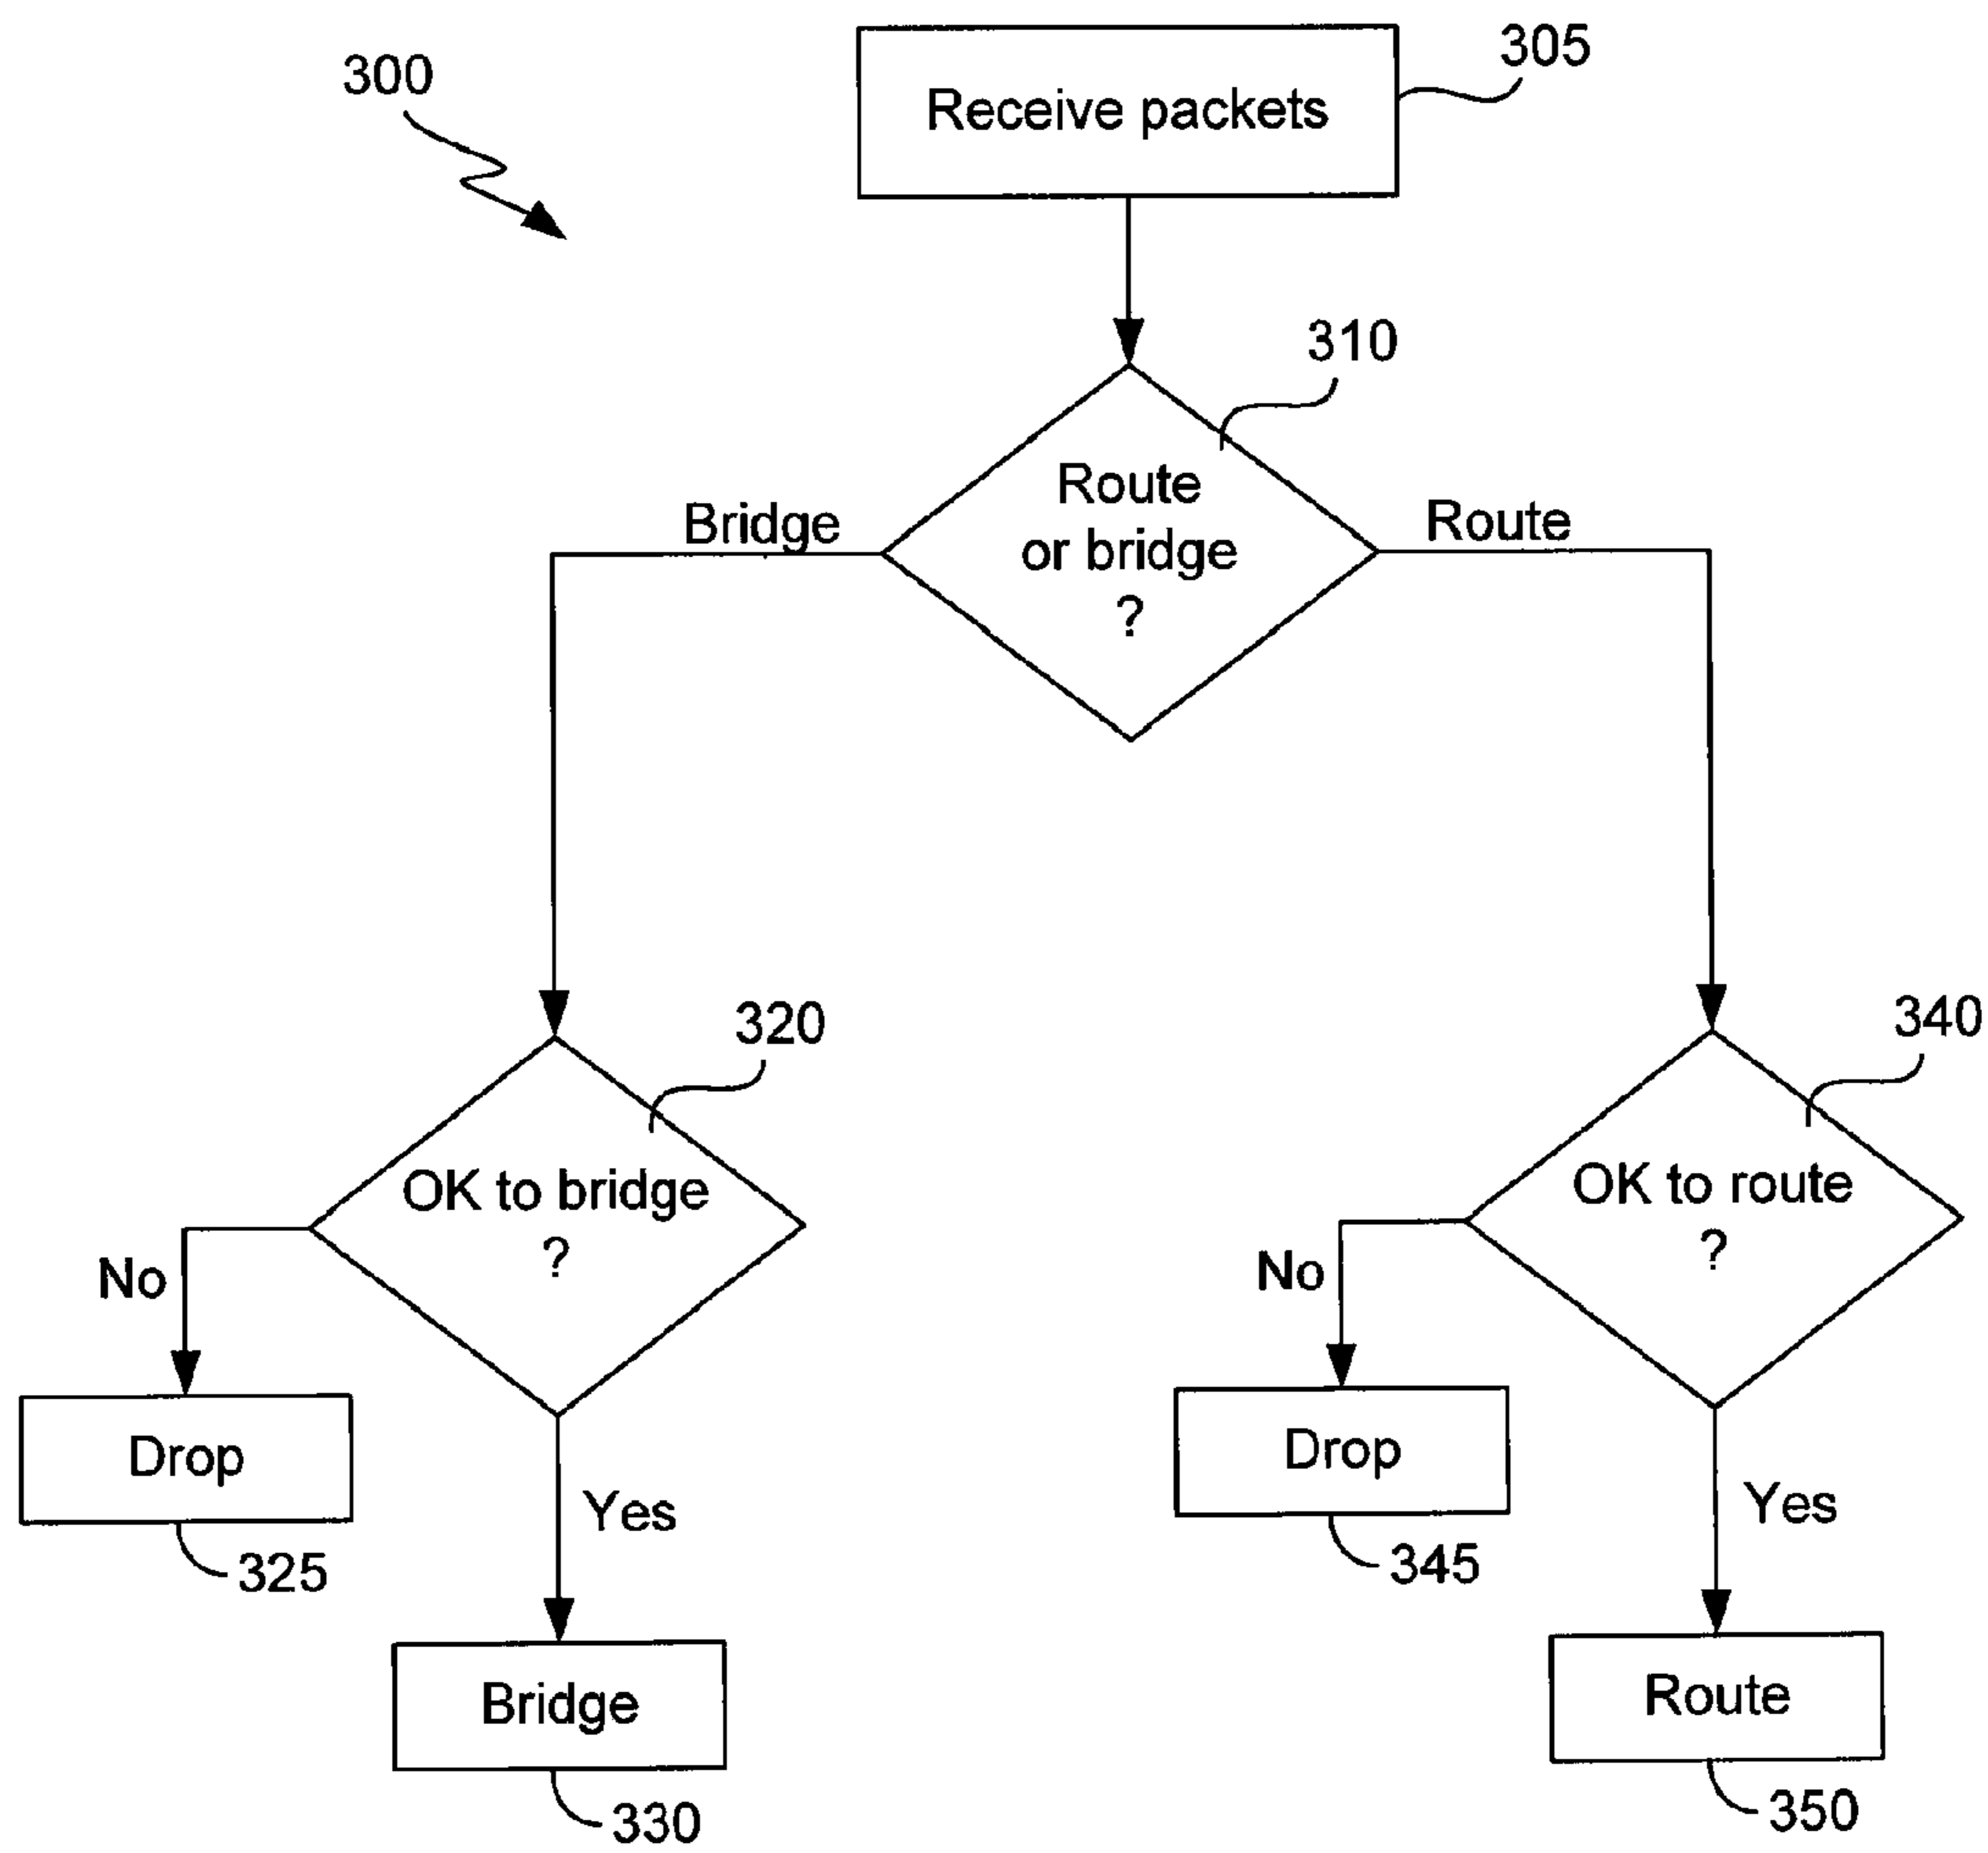 300
Receive packets
305
310
Route
or bridge
?
Bridge
Route
320
340
OK to bridge
?
OK to route
?
No
No
Drop
Drop
Yes
Yes
325
345
Bridge
Route
330
350